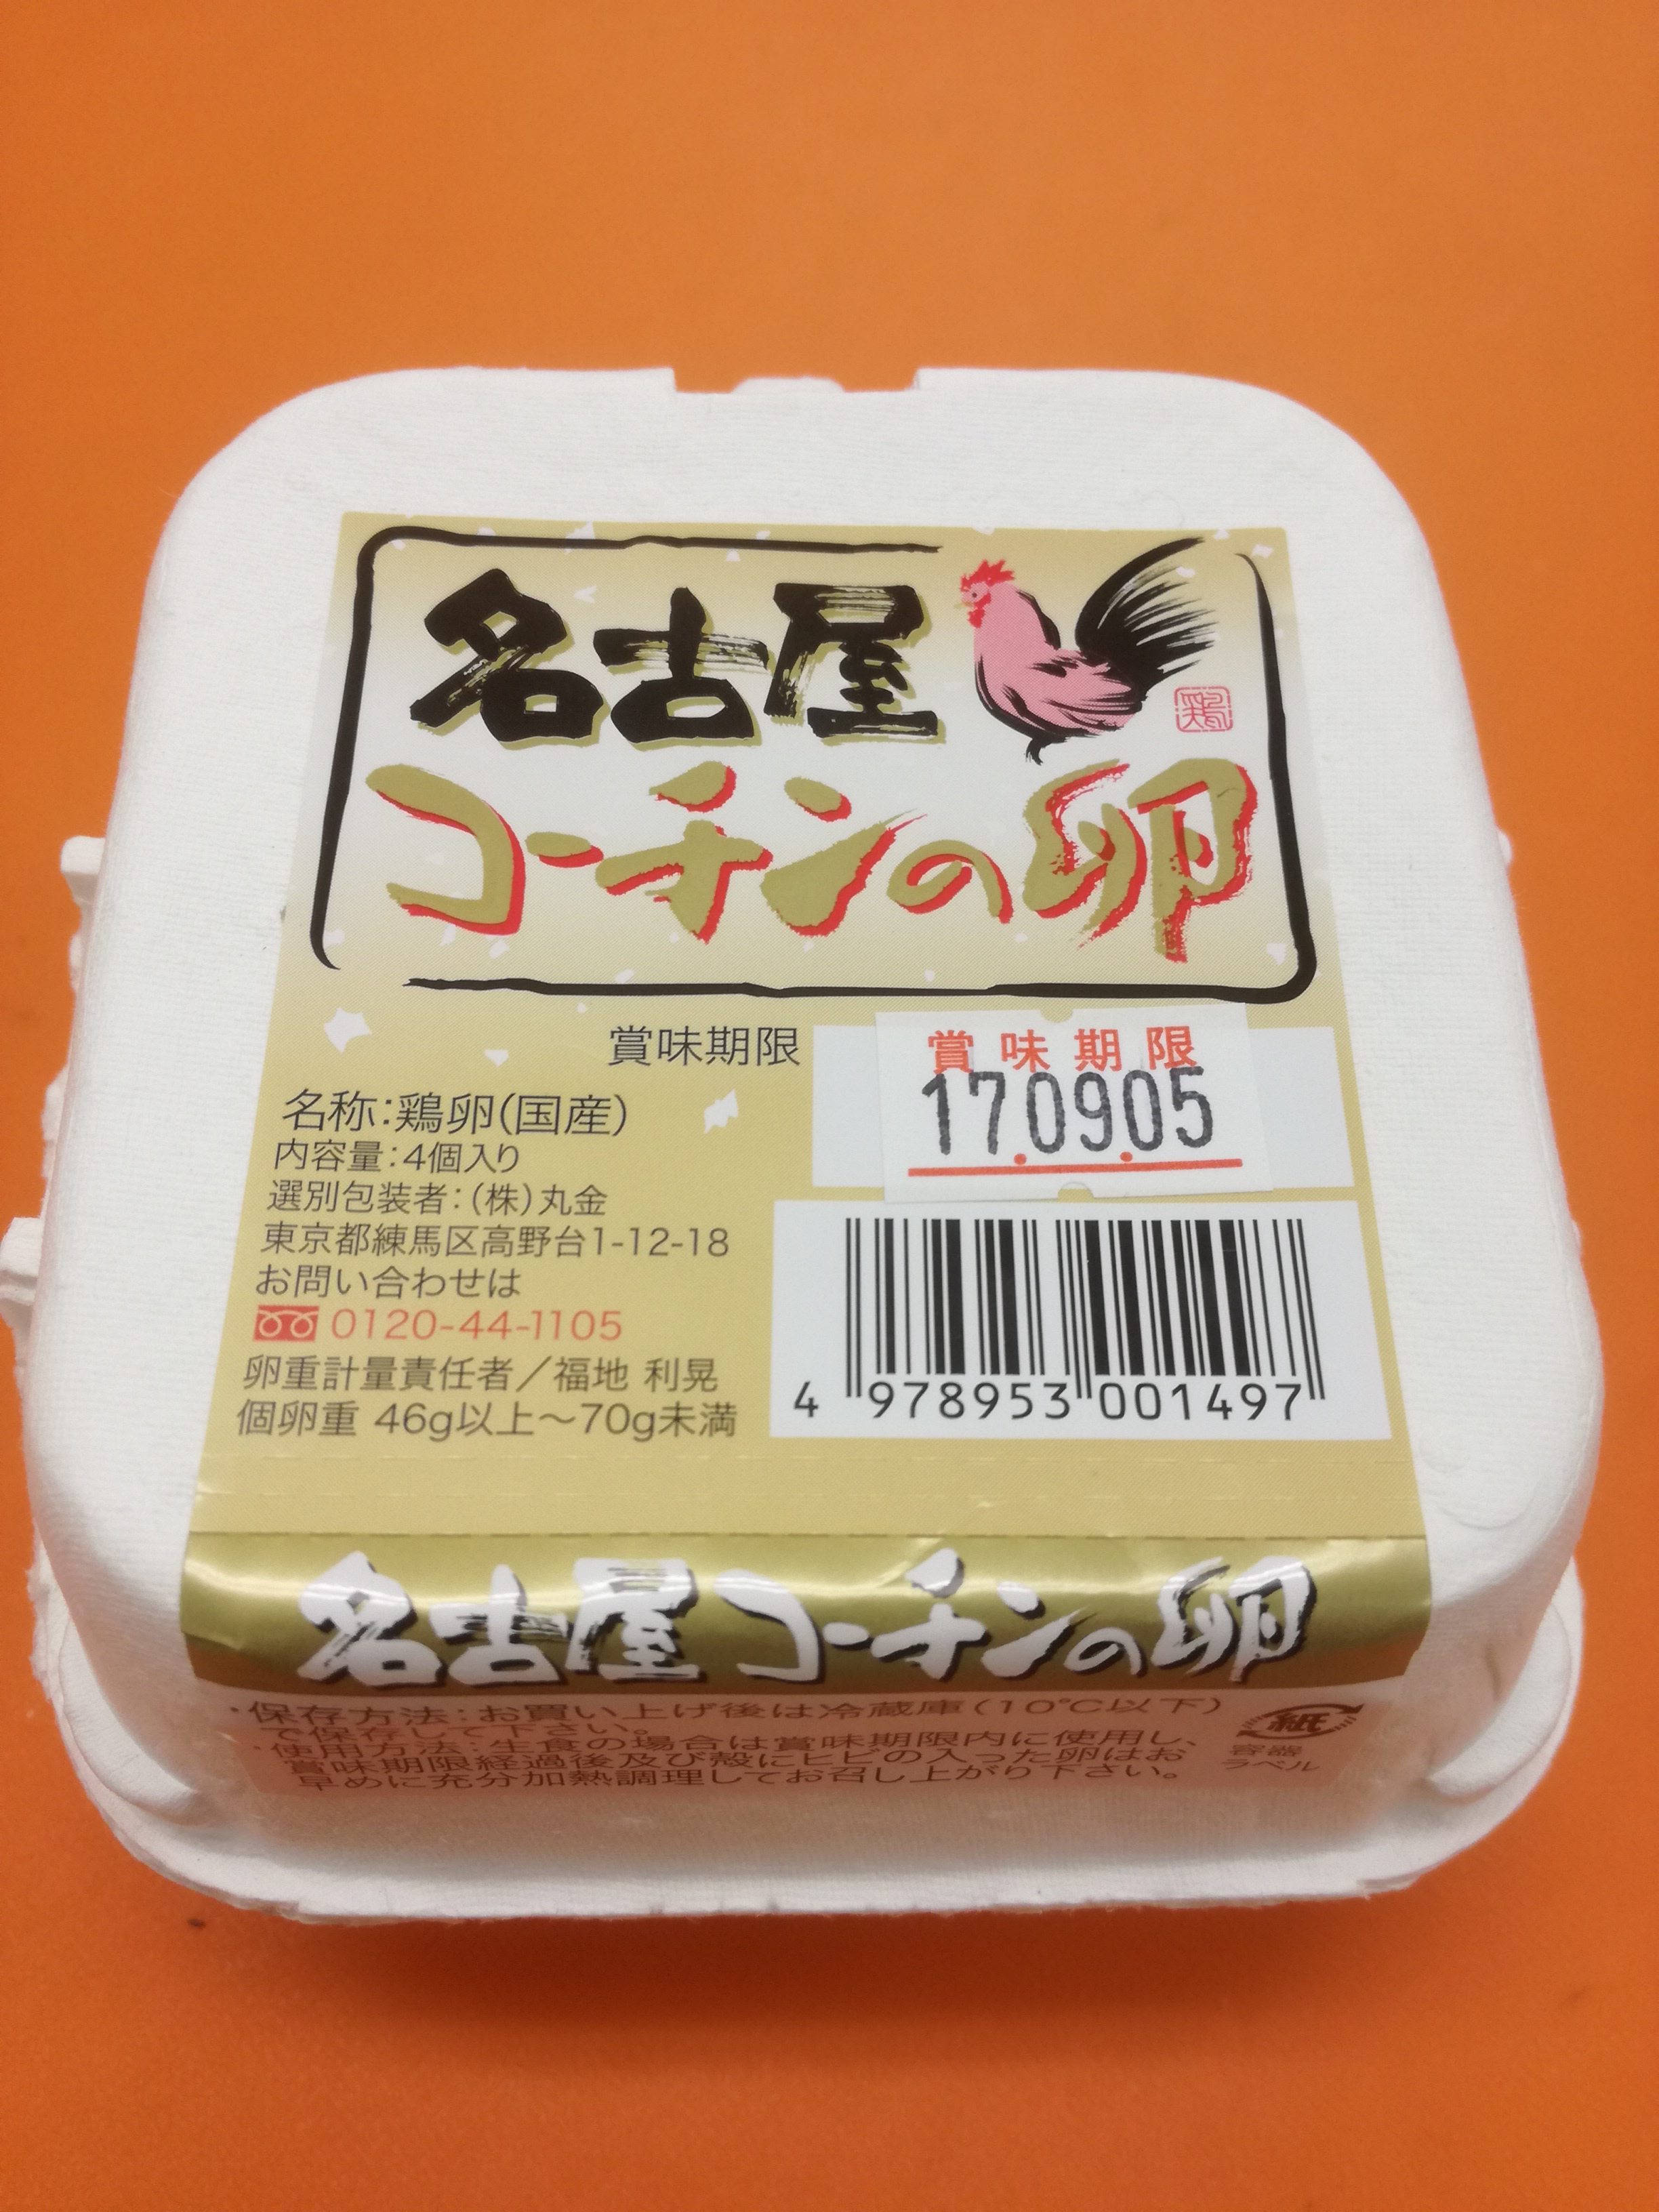 名古屋
鶏
コーチンの卵
賞味期限
賞味期限
17.09.05
名称:鶏卵(国産)
内容量:4個入り
選別包装者:(株)丸金
東京都練馬区高野台1-12-18
お問い合わせは
0120-44-1105
卵重計量責任者/福地 利晃
個卵重 46g以上〜70g未満
4 978953 001497
名古屋コーチンの卵
・保存方法:お買い上げ後は冷蔵庫(10℃以下)
で保存して下さい。
・使用方法:生食の場合は賞味期限内に使用し、
賞味期限経過後及び殻にヒビの入った卵はお
早めに充分加熱調理してお召し上がり下さい。
紙
容器
ラベル